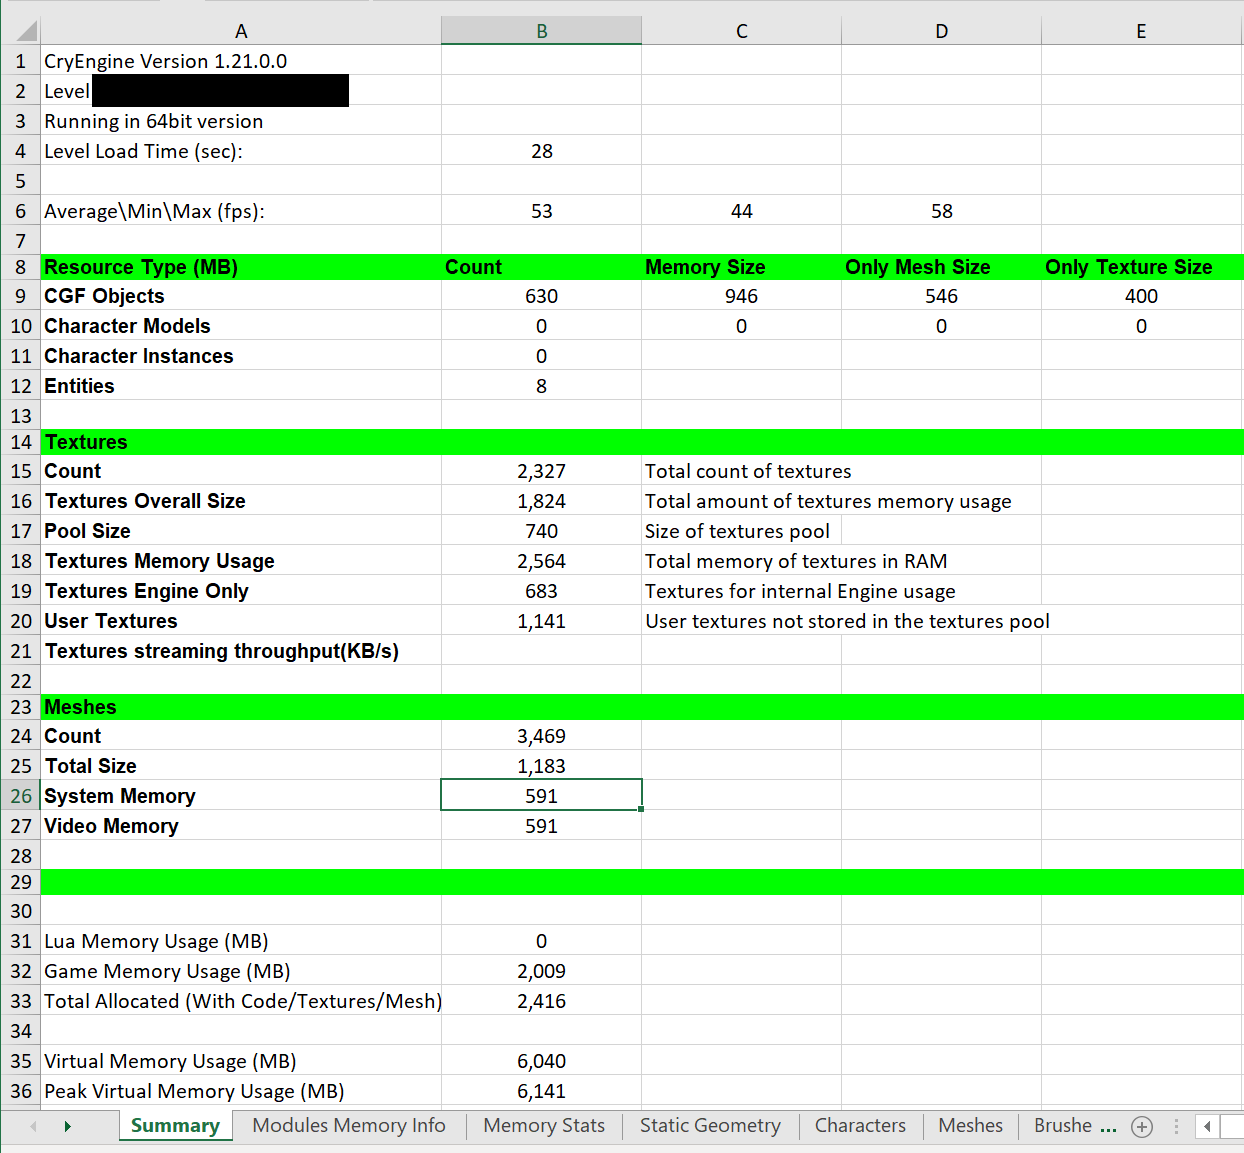 A B C D E
1 CryEngine Version 1.21.0.0
2 Level
3 Running in 64bit version
4 Level Load Time (sec): 28
5
6 Average\Min\Max (fps): 53 44 58
7
8 Resource Type (MB) Count Memory Size Only Mesh Size Only Texture Size
9 CGF Objects 630 946 546 400
10 Character Models 0 0 0 0
11 Character Instances 0
12 Entities 8
13
14 Textures
15 Count 2,327 Total count of textures
16 Textures Overall Size 1,824 Total amount of textures memory usage
17 Pool Size 740 Size of textures pool
18 Textures Memory Usage 2,564 Total memory of textures in RAM
19 Textures Engine Only 683 Textures for internal Engine usage
20 User Textures 1,141 User textures not stored in the textures pool
21 Textures streaming throughput(KB/s)
22
23 Meshes
24 Count 3,469
25 Total Size 1,183
26 System Memory 591
27 Video Memory 591
28
29
30
31 Lua Memory Usage (MB) 0
32 Game Memory Usage (MB) 2,009
33 Total Allocated (With Code/Textures/Mesh) 2,416
34
35 Virtual Memory Usage (MB) 6,040
36 Peak Virtual Memory Usage (MB) 6,141
Summary Modules Memory Info Memory Stats Static Geometry Characters Meshes Brushe ...